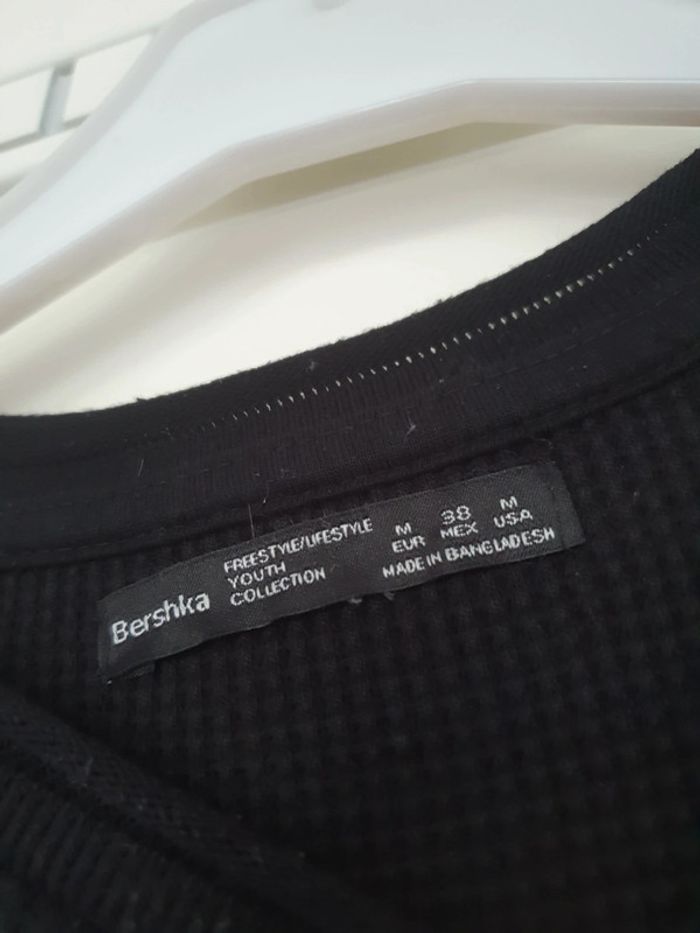 Bershka
FREESTYLE/LIFESTYLE
YOUTH
COLLECTION
M 38 M
EUR MEX USA
MADE IN BANGLADESH